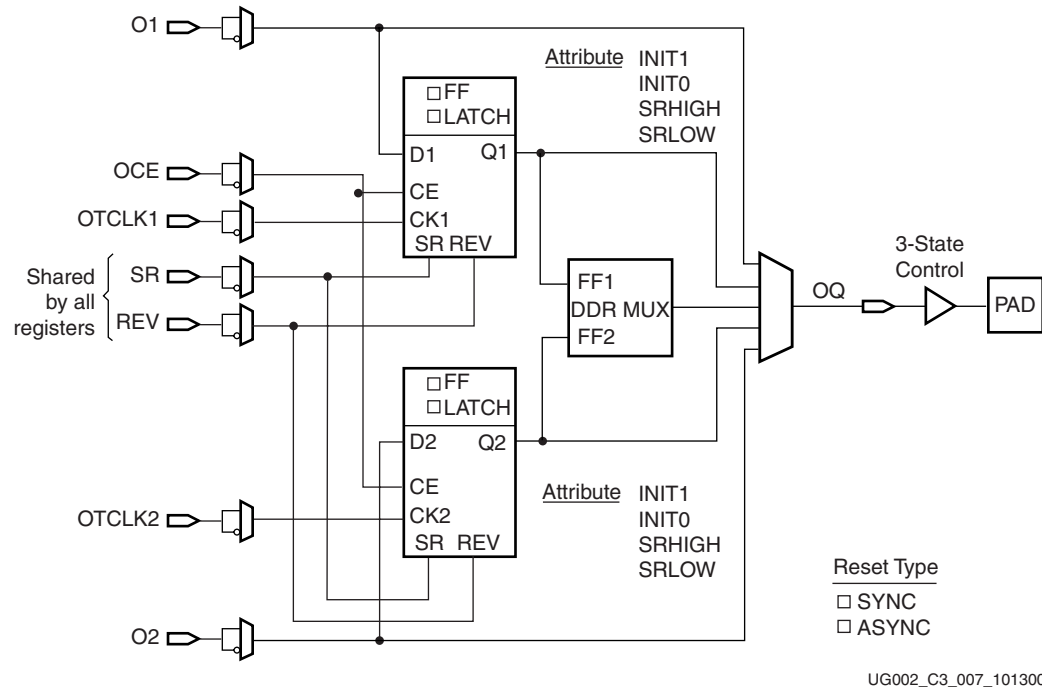 O1
Attribute INIT1
INIT0
SRHIGH
SRLOW
□ FF
□ LATCH
D1 Q1
CE
CK1
SR REV
OCE
OTCLK1
Shared
by all
registers
SR
REV
FF1
DDR MUX
FF2
OQ
3-State
Control
PAD
□ FF
□ LATCH
D2 Q2
CE
CK2
SR REV
OTCLK2
Attribute INIT1
INIT0
SRHIGH
SRLOW
O2
Reset Type
□ SYNC
□ ASYNC
UG002_C3_007_101300